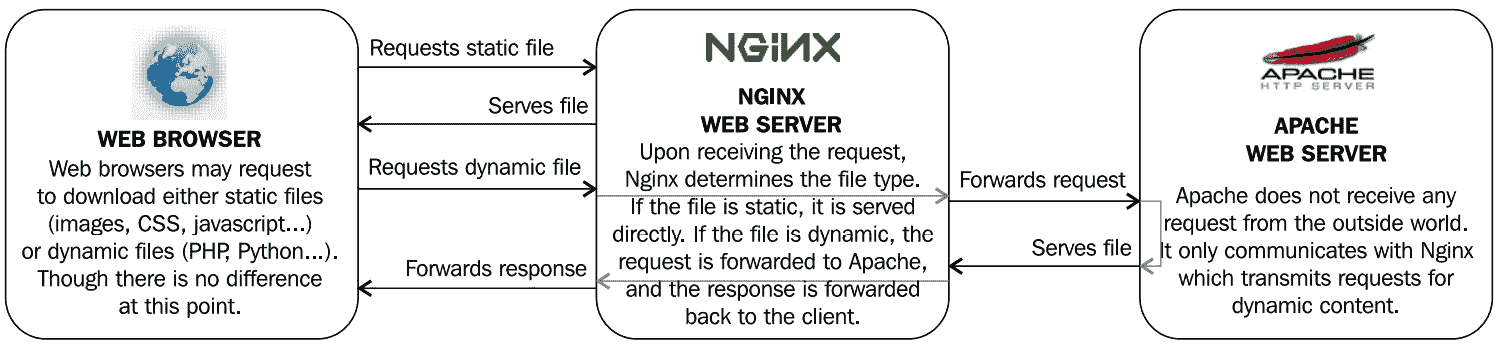 WEB BROWSER
Web browsers may request
to download either static files
(images, CSS, javascript...)
or dynamic files (PHP, Python...).
Though there is no difference
at this point.
Requests static file
Serves file
Requests dynamic file
Forwards response
NGINX
NGINX
WEB SERVER
Upon receiving the request,
Nginx determines the file type.
If the file is static, it is served
directly. If the file is dynamic, the
request is forwarded to Apache,
and the response is forwarded
back to the client.
Forwards request
Serves file
APACHE
HTTP SERVER
APACHE
WEB SERVER
Apache does not receive any
request from the outside world.
It only communicates with Nginx
which transmits requests for
dynamic content.